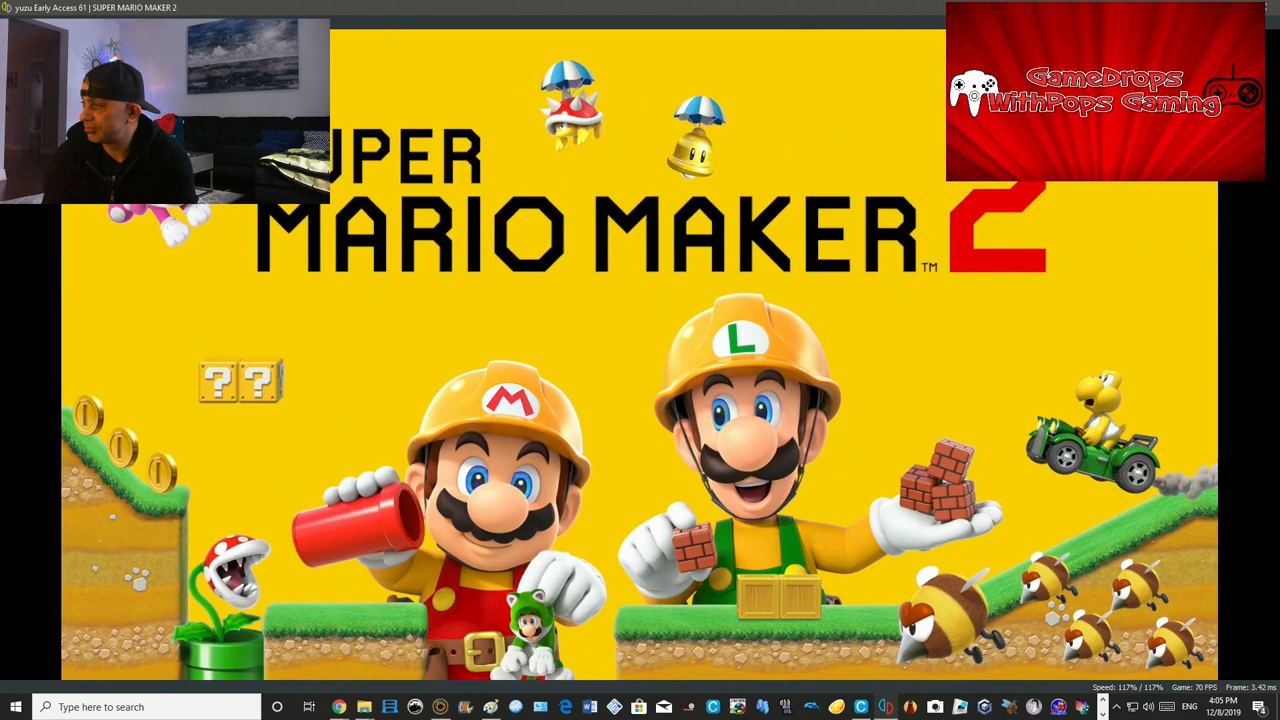 yuzu Early Access 61 | SUPER MARIO MAKER 2
GameDrops
WithPops Gaming
UPER
MARIO MAKER 2
TM
M
L
? ?
Speed: 117% / 117% Game: 70 FPS Frame: 3.42 ms
Type here to search
ENG
4:05 PM
12/8/2019
4